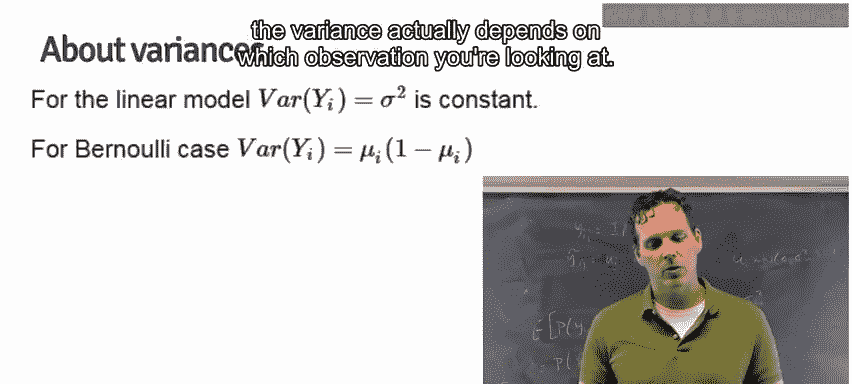 the variance actually depends on
which observation you're looking at.
About variances
For the linear model Var(Y_i) = σ² is constant.
For Bernoulli case Var(Y_i) = μ_i(1 − μ_i)